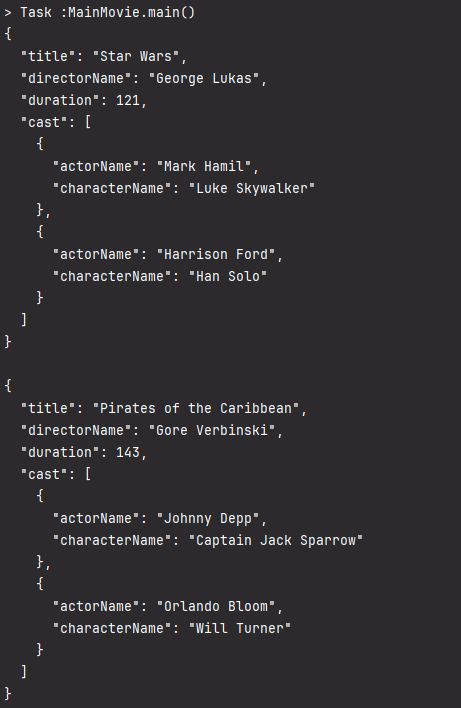 > Task :MainMovie.main()
{
  "title": "Star Wars",
  "directorName": "George Lukas",
  "duration": 121,
  "cast": [
    {
      "actorName": "Mark Hamil",
      "characterName": "Luke Skywalker"
    },
    {
      "actorName": "Harrison Ford",
      "characterName": "Han Solo"
    }
  ]
}

{
  "title": "Pirates of the Caribbean",
  "directorName": "Gore Verbinski",
  "duration": 143,
  "cast": [
    {
      "actorName": "Johnny Depp",
      "characterName": "Captain Jack Sparrow"
    },
    {
      "actorName": "Orlando Bloom",
      "characterName": "Will Turner"
    }
  ]
}